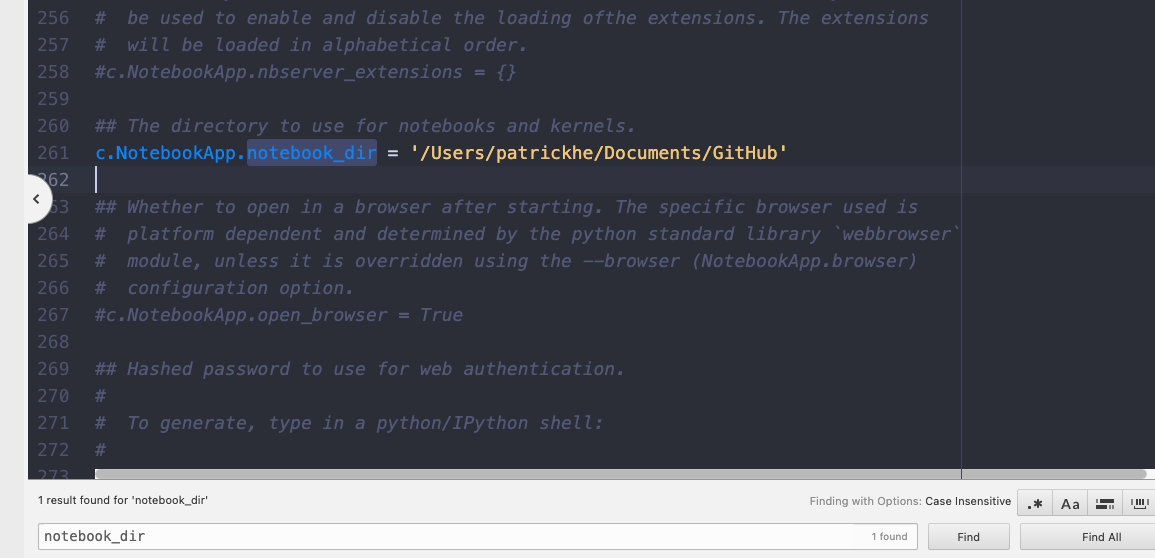 256 #  be used to enable and disable the loading ofthe extensions. The extensions
257 #  will be loaded in alphabetical order.
258 #c.NotebookApp.nbserver_extensions = {}
259
260 ## The directory to use for notebooks and kernels.
261 c.NotebookApp.notebook_dir = '/Users/patrickhe/Documents/GitHub'
262
63 ## Whether to open in a browser after starting. The specific browser used is
264 #  platform dependent and determined by the python standard library `webbrowser`
265 #  module, unless it is overridden using the --browser (NotebookApp.browser)
266 #  configuration option.
267 #c.NotebookApp.open_browser = True
268
269 ## Hashed password to use for web authentication.
270 #
271 #  To generate, type in a python/IPython shell:
272 #
273
1 result found for 'notebook_dir'
Finding with Options: Case Insensitive
.* Aa
notebook_dir
1 found
Find
Find All